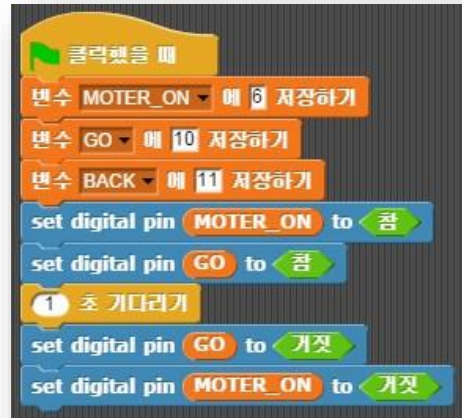 클릭했을 때
변수 MOTER_ON 에 6 저장하기
변수 GO 에 10 저장하기
변수 BACK 에 11 저장하기
set digital pin MOTER_ON to 참
set digital pin GO to 참
1 초 기다리기
set digital pin GO to 거짓
set digital pin MOTER_ON to 거짓